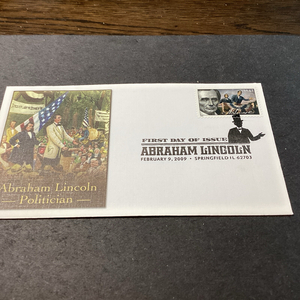 FIRST DAY OF ISSUE
ABRAHAM LINCOLN
FEBRUARY 9, 2009 • SPRINGFIELD IL 62703
Abraham Lincoln
— Politician —